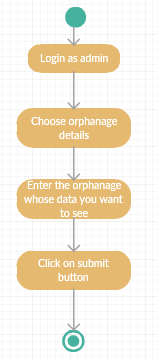 Login as admin
Choose orphanage
details
Enter the orphanage
whose data you want
to see
Click on submit
button